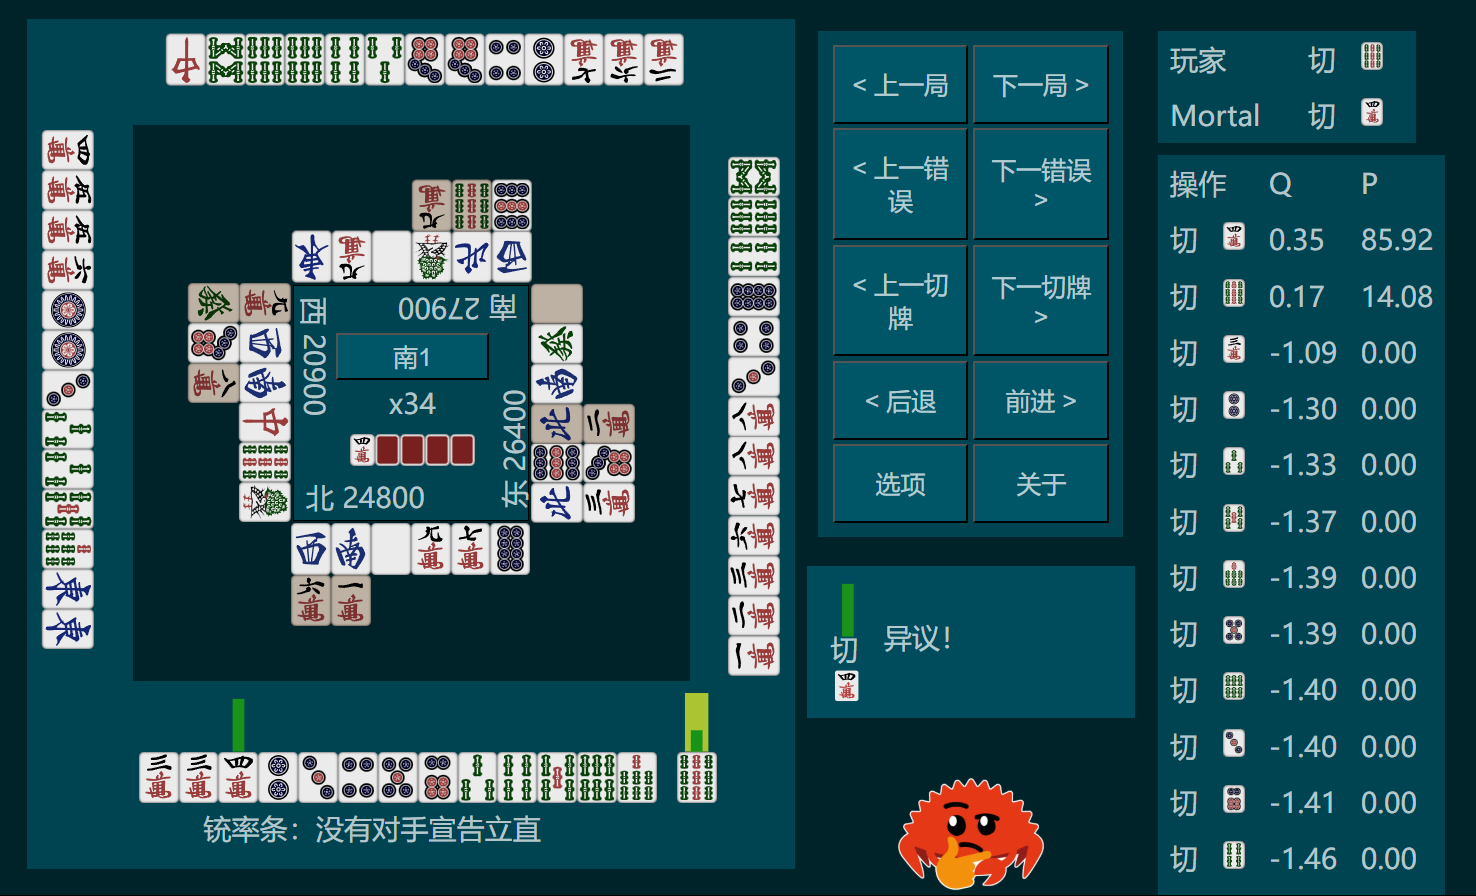 < 上一局
下一局 >
< 上一错误
下一错误 >
< 上一切牌
下一切牌 >
< 后退
前进 >
选项
关于
玩家 切
Mortal 切
操作 Q P
切 0.35 85.92
切 0.17 14.08
切 -1.09 0.00
切 -1.30 0.00
切 -1.33 0.00
切 -1.37 0.00
切 -1.39 0.00
切 -1.39 0.00
切 -1.40 0.00
切 -1.40 0.00
切 -1.41 0.00
切 -1.46 0.00
切
异议！
南 27900
西 20900
南1
x34
东 26400
北 24800
铳率条：没有对手宣告立直